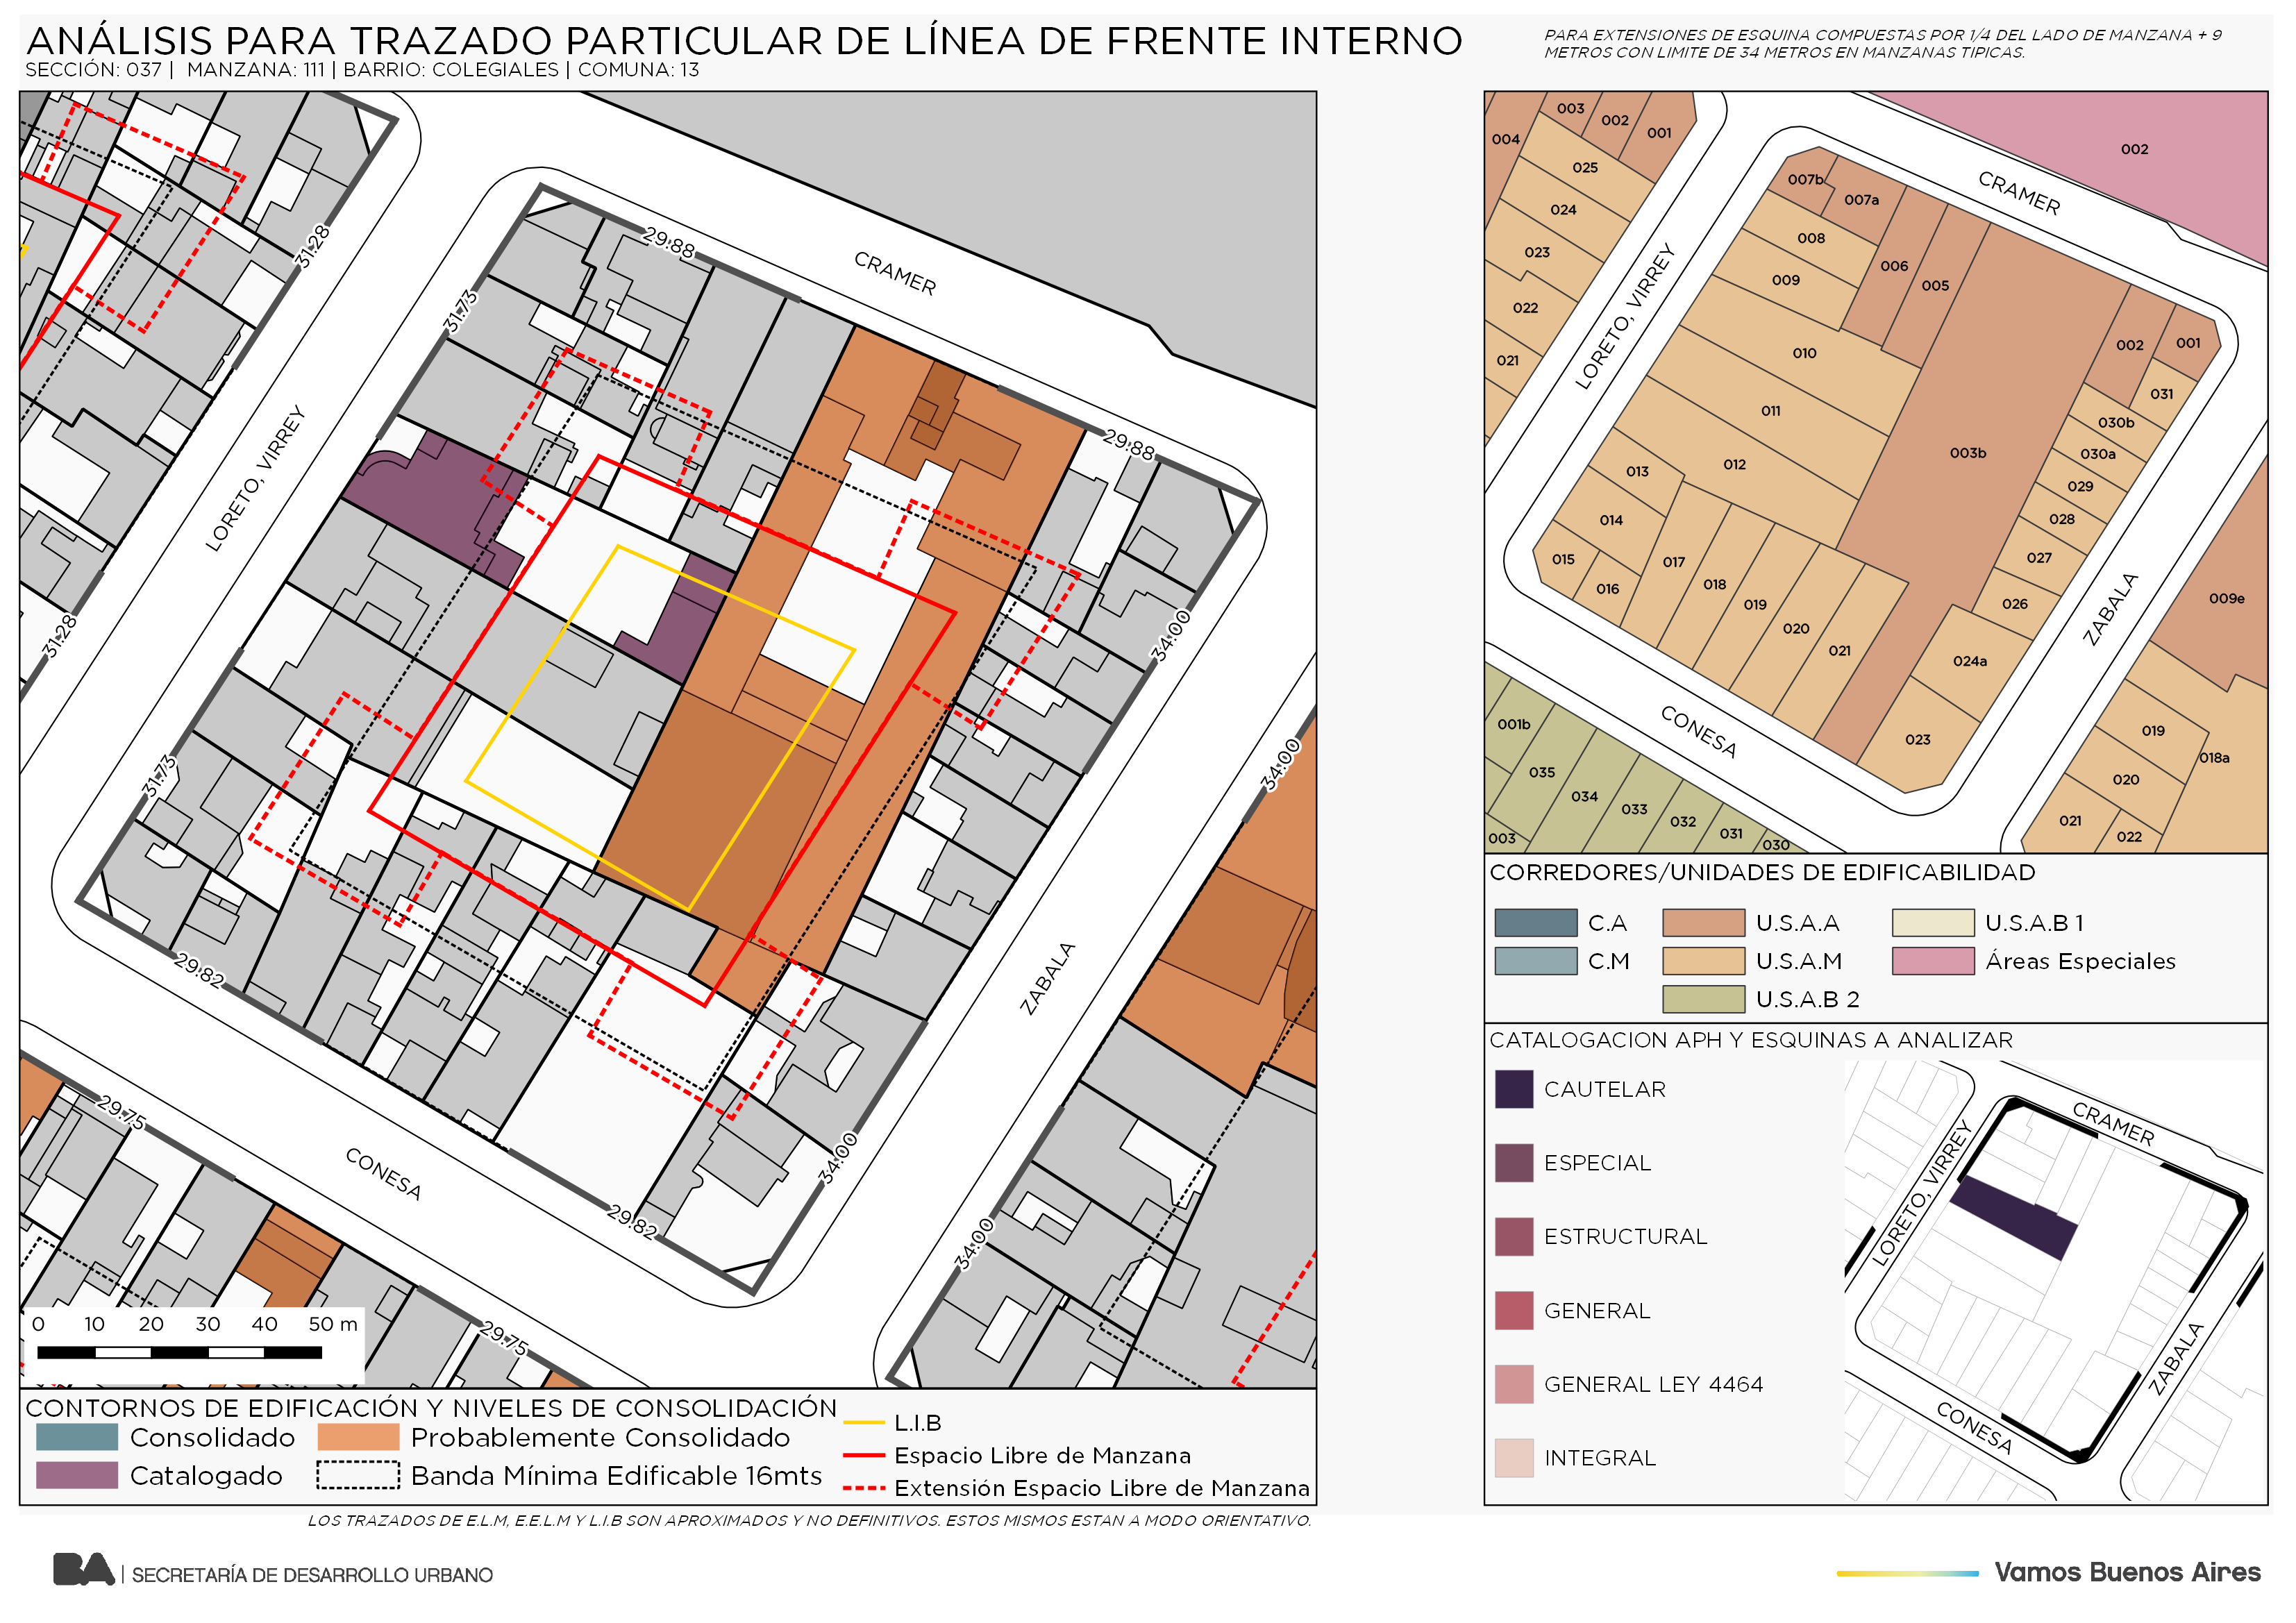 ANÁLISIS PARA TRAZADO PARTICULAR DE LÍNEA DE FRENTE INTERNO
SECCIÓN: 037 | MANZANA: 111 | BARRIO: COLEGIALES | COMUNA: 13
PARA EXTENSIONES DE ESQUINA COMPUESTAS POR 1/4 DEL LADO DE MANZANA + 9
METROS CON LIMITE DE 34 METROS EN MANZANAS TIPICAS.
31.28
29.88
CRAMER
31.73
LORETO, VIRREY
29.88
31.28
34.00
34.00
31.73
ZABALA
29.82
29.75
CONESA
34.00
29.82
34.00
29.75
0 10 20 30 40 50 m
CONTORNOS DE EDIFICACIÓN Y NIVELES DE CONSOLIDACIÓN
Consolidado
Probablemente Consolidado
Catalogado
Banda Mínima Edificable 16mts
L.I.B
Espacio Libre de Manzana
Extensión Espacio Libre de Manzana
LOS TRAZADOS DE E.L.M, E.E.L.M Y L.I.B SON APROXIMADOS Y NO DEFINITIVOS. ESTOS MISMOS ESTAN A MODO ORIENTATIVO.
003
002
001
004
025
024
023
022
021
002
CRAMER
LORETO, VIRREY
007b
007a
008
009
006
005
010
011
012
013
014
015
016
017
018
019
020
021
003b
002
001
031
030b
030a
029
028
027
026
024a
023
ZABALA
CONESA
009e
019
018a
020
021
022
001b
035
034
033
032
031
030
003
CORREDORES/UNIDADES DE EDIFICABILIDAD
C.A
U.S.A.A
U.S.A.B 1
C.M
U.S.A.M
Áreas Especiales
U.S.A.B 2
CATALOGACION APH Y ESQUINAS A ANALIZAR
CAUTELAR
ESPECIAL
ESTRUCTURAL
GENERAL
GENERAL LEY 4464
INTEGRAL
CRAMER
LORETO, VIRREY
ZABALA
CONESA
BA | SECRETARÍA DE DESARROLLO URBANO
Vamos Buenos Aires